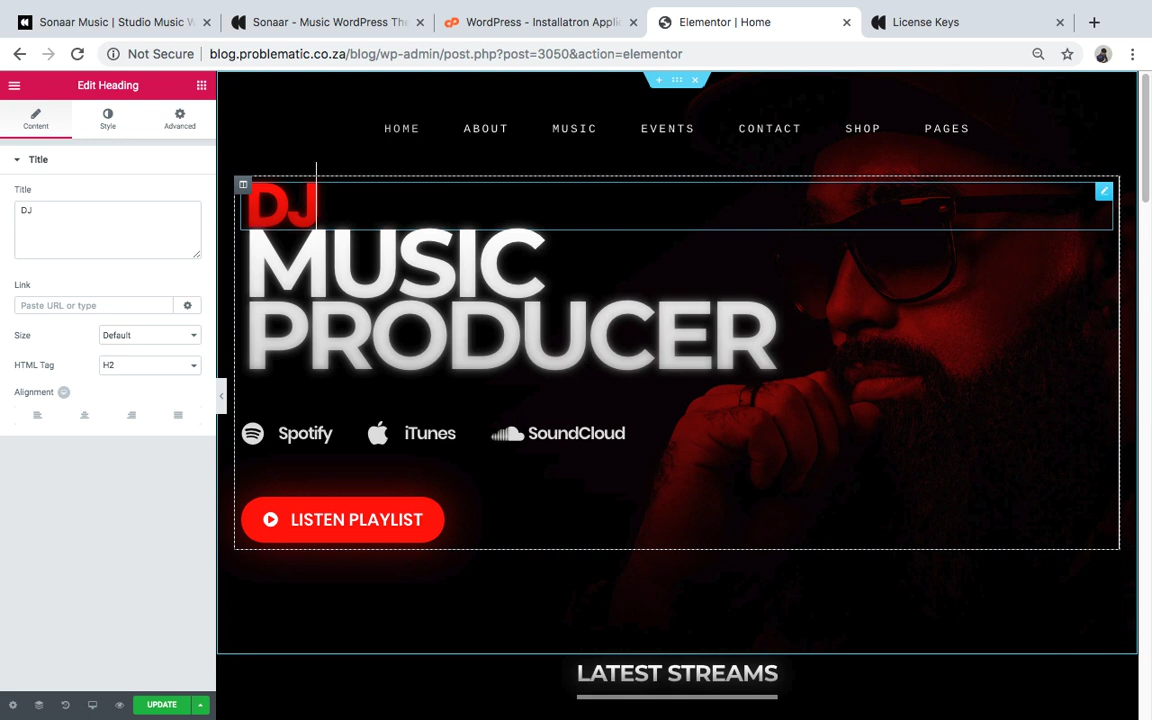 Sonaar Music | Studio Music W
Sonaar - Music WordPress The
WordPress - Installatron Applic
Elementor | Home
License Keys
Not Secure
blog.problematic.co.za/blog/wp-admin/post.php?post=3050&action=elementor
Edit Heading
Content
Style
Advanced
Title
Title
DJ
Link
Paste URL or type
Size
Default
HTML Tag
H2
Alignment
UPDATE
HOME
ABOUT
MUSIC
EVENTS
CONTACT
SHOP
PAGES
DJ
MUSIC
PRODUCER
Spotify
iTunes
SoundCloud
LISTEN PLAYLIST
LATEST STREAMS